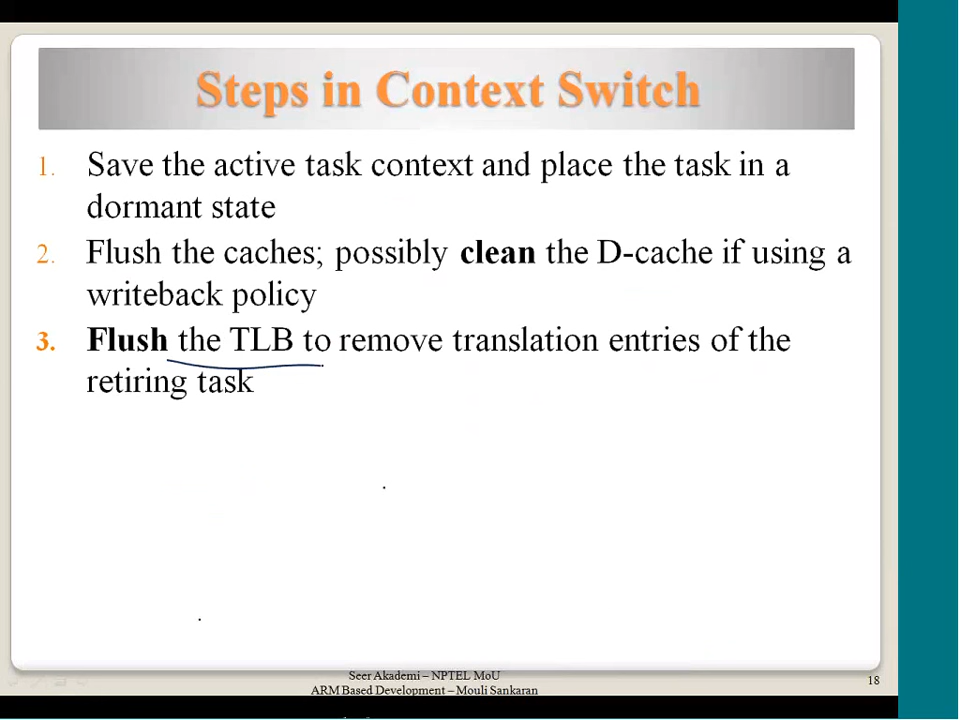 Steps in Context Switch
1. Save the active task context and place the task in a
dormant state
2. Flush the caches; possibly clean the D-cache if using a
writeback policy
3. Flush the TLB to remove translation entries of the
retiring task
Seer Akademi – NPTEL MoU
ARM Based Development – Mouli Sankaran
18